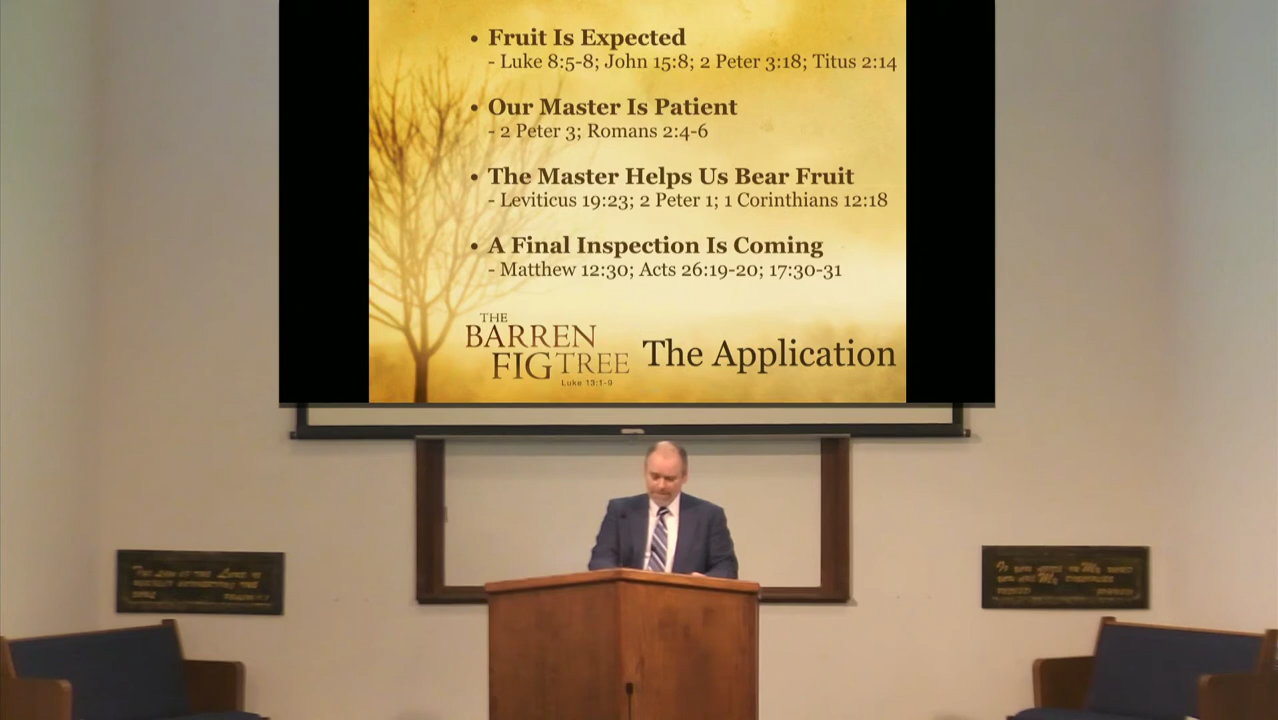 • Fruit Is Expected
- Luke 8:5-8; John 15:8; 2 Peter 3:18; Titus 2:14
• Our Master Is Patient
- 2 Peter 3; Romans 2:4-6
• The Master Helps Us Bear Fruit
- Leviticus 19:23; 2 Peter 1; 1 Corinthians 12:18
• A Final Inspection Is Coming
- Matthew 12:30; Acts 26:19-20; 17:30-31
THE
BARREN
FIG TREE
Luke 13:1-9
The Application